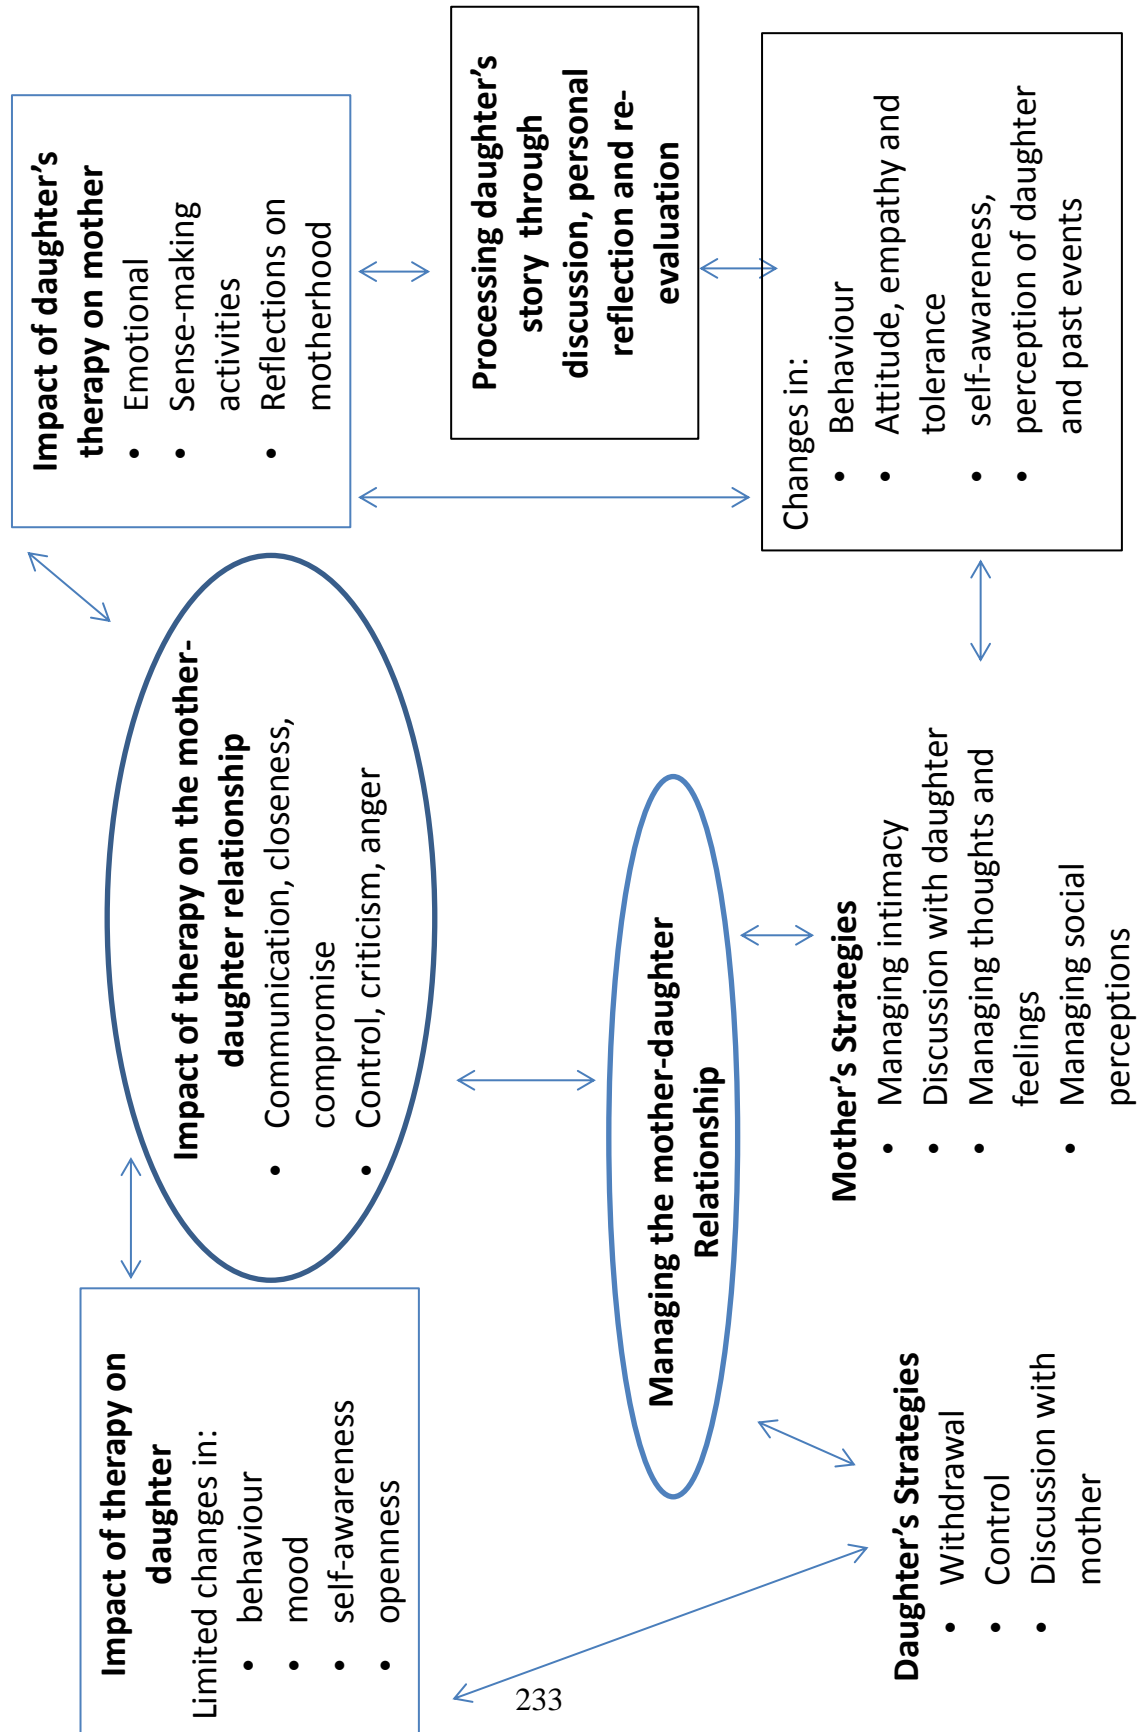 Impact of therapy on
daughter
Limited changes in:
• behaviour
• mood
• self-awareness
• openness
Impact of therapy on the mother-
daughter relationship
• Communication, closeness,
compromise
• Control, criticism, anger
Impact of daughter's
therapy on mother
• Emotional
• Sense-making
activities
• Reflections on
motherhood
Managing the mother-daughter
Relationship
Processing daughter's
story through
discussion, personal
reflection and re-
evaluation
Daughter's Strategies
• Withdrawal
• Control
• Discussion with
mother
Mother's Strategies
• Managing intimacy
• Discussion with daughter
• Managing thoughts and
feelings
• Managing social
perceptions
Changes in:
• Behaviour
• Attitude, empathy and
tolerance
• self-awareness,
• perception of daughter
and past events
233